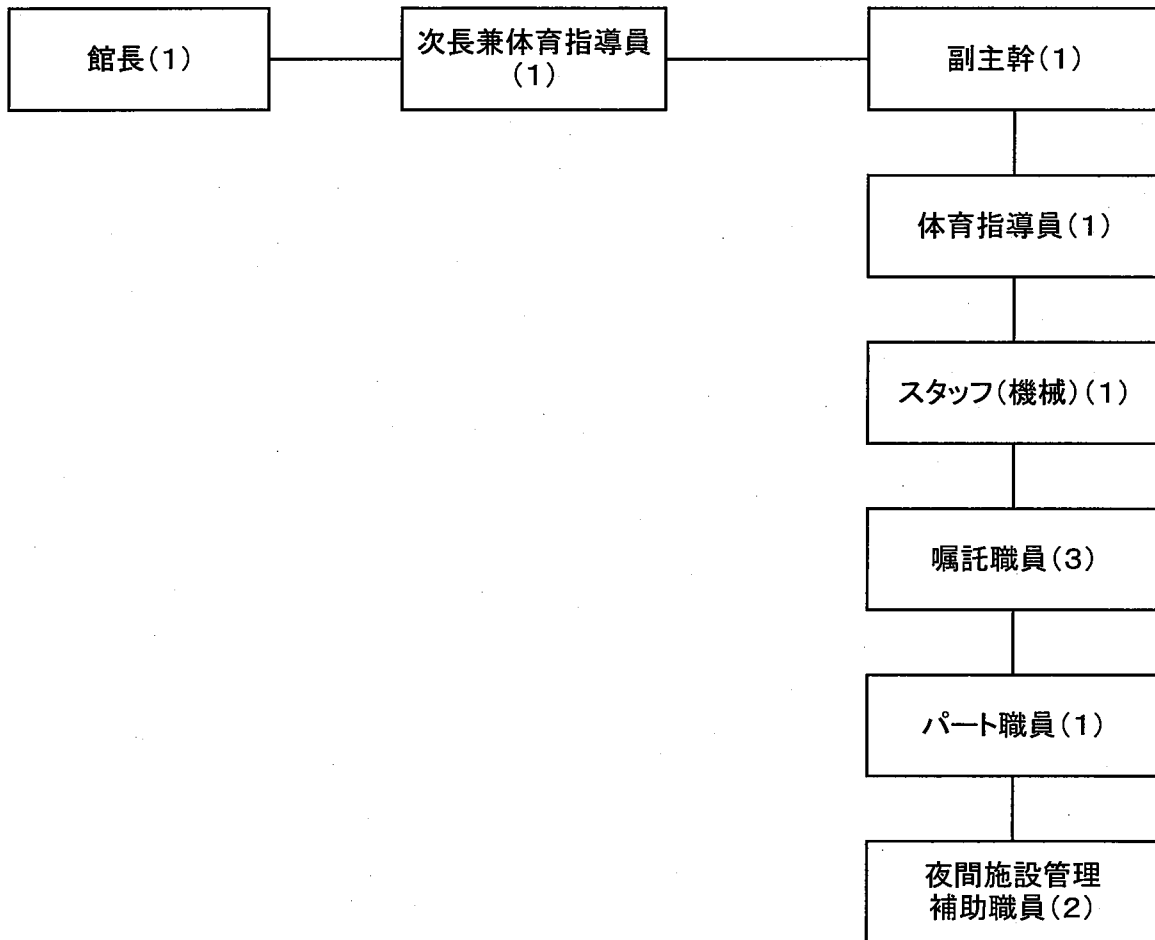 館長(1)
次長兼体育指導員
(1)
副主幹(1)
体育指導員(1)
スタッフ(機械)(1)
嘱託職員(3)
パート職員(1)
夜間施設管理
補助職員(2)